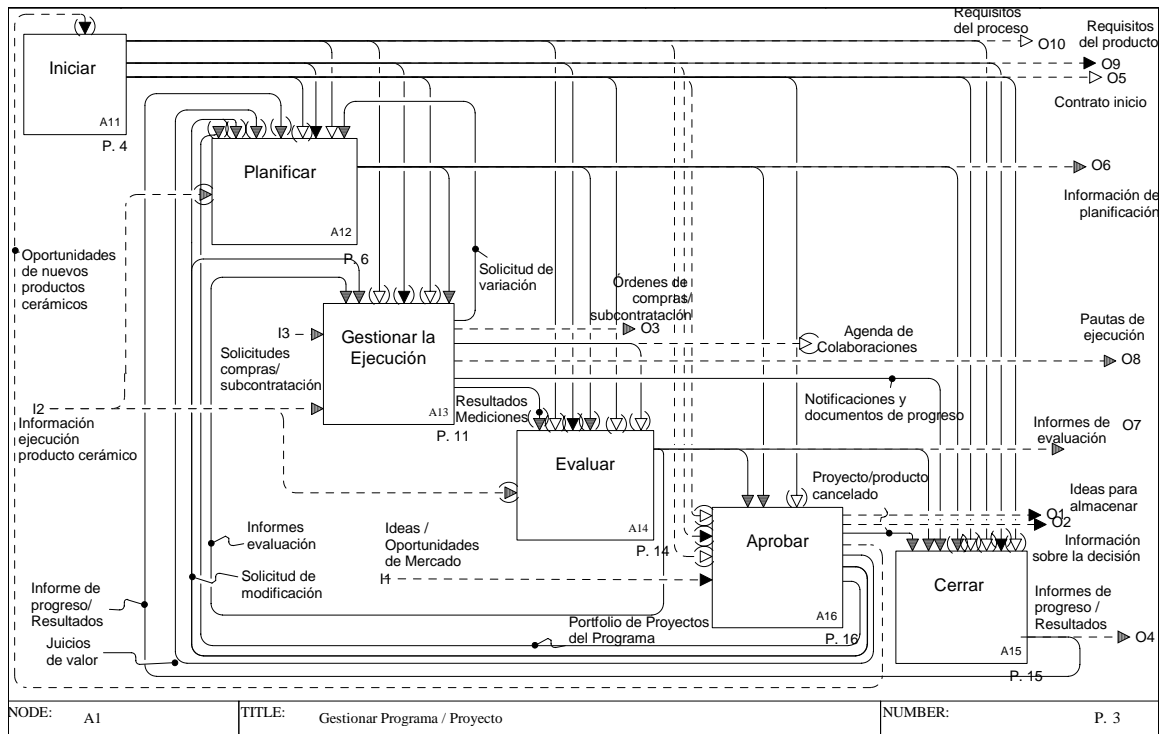 Requisitos
del proceso
O10
Requisitos
del producto
O9
O5
Contrato inicio
Iniciar
A11
P. 4
Planificar
A12
P. 6
O6
Información de
planificación
Oportunidades
de nuevos
productos
cerámicos
Solicitud de
variación
Órdenes de
compras/
subcontratación
O3
I3
Solicitudes
compras/
subcontratación
Gestionar la
Ejecución
A13
P. 11
Agenda de
Colaboraciones
Pautas de
ejecución
O8
I2
Información
ejecución
producto cerámico
Resultados
Mediciones
Notificaciones y
documentos de progreso
Informes de
evaluación
O7
Evaluar
A14
P. 14
Proyecto/producto
cancelado
Ideas para
almacenar
O1
O2
Información
sobre la decisión
Informes
evaluación
Ideas /
Oportunidades
de Mercado
I1
Aprobar
A16
P. 16
Solicitud de
modificación
Informe de
progreso/
Resultados
Cerrar
A15
P. 15
Informes de
progreso /
Resultados
O4
Portfolio de Proyectos
del Programa
Juicios
de valor
NODE: A1
TITLE: Gestionar Programa / Proyecto
NUMBER: P. 3